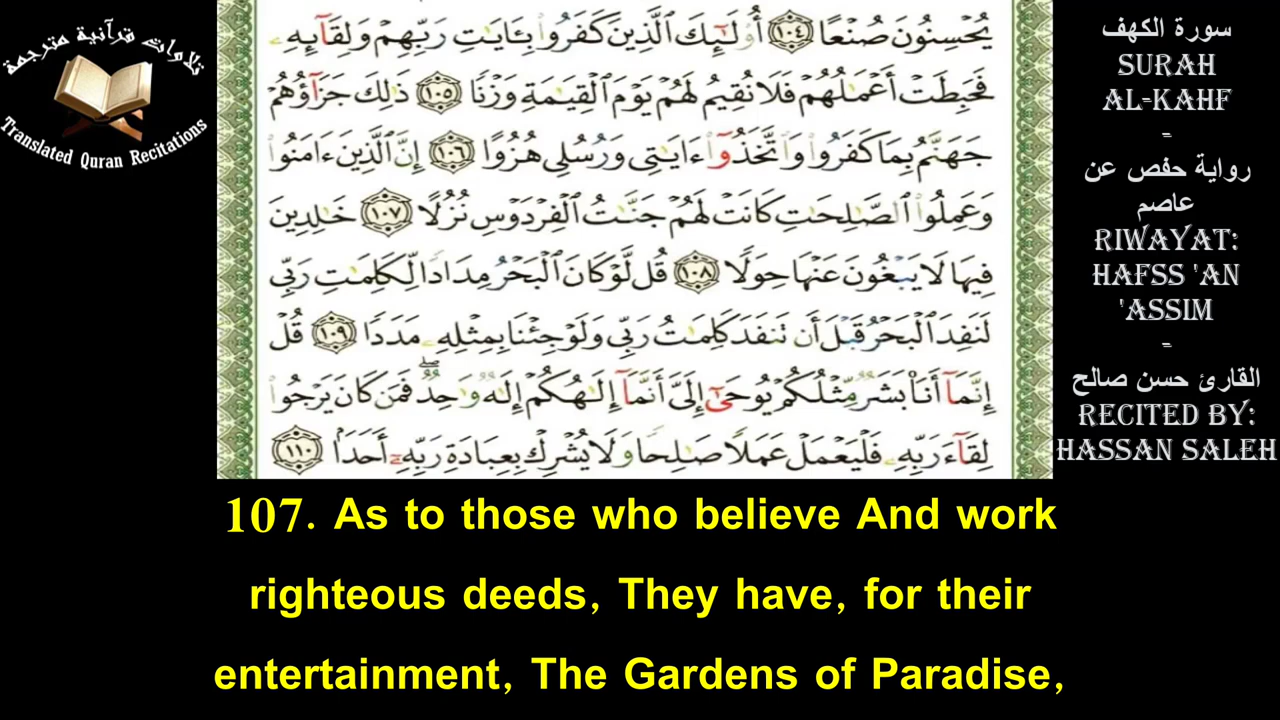 تلاوات قرآنية مترجمة
Translated Quran Recitations
يُحْسِنُونَ صُنْعًا ١٠٤ أُو۟لَٰٓئِكَ ٱلَّذِينَ كَفَرُوا۟ بِـَٔايَٰتِ رَبِّهِمْ وَلِقَآئِهِۦ
فَحَبِطَتْ أَعْمَٰلُهُمْ فَلَا نُقِيمُ لَهُمْ يَوْمَ ٱلْقِيَٰمَةِ وَزْنًا ١٠٥ ذَٰلِكَ جَزَآؤُهُمْ
جَهَنَّمُ بِمَا كَفَرُوا۟ وَٱتَّخَذُوٓا۟ ءَايَٰتِى وَرُسُلِى هُزُوًا ١٠٦ إِنَّ ٱلَّذِينَ ءَامَنُوا۟
وَعَمِلُوا۟ ٱلصَّٰلِحَٰتِ كَانَتْ لَهُمْ جَنَّٰتُ ٱلْفِرْدَوْسِ نُزُلًا ١٠٧ خَٰلِدِينَ
فِيهَا لَا يَبْغُونَ عَنْهَا حِوَلًا ١٠٨ قُل لَّوْ كَانَ ٱلْبَحْرُ مِدَادًا لِّكَلِمَٰتِ رَبِّى
لَنَفِدَ ٱلْبَحْرُ قَبْلَ أَن تَنفَدَ كَلِمَٰتُ رَبِّى وَلَوْ جِئْنَا بِمِثْلِهِۦ مَدَدًا ١٠٩ قُلْ
إِنَّمَآ أَنَا۠ بَشَرٌ مِّثْلُكُمْ يُوحَىٰٓ إِلَىَّ أَنَّمَآ إِلَٰهُكُمْ إِلَٰهٌ وَٰحِدٌ ۖ فَمَن كَانَ يَرْجُوا۟
لِقَآءَ رَبِّهِۦ فَلْيَعْمَلْ عَمَلًا صَٰلِحًا وَلَا يُشْرِكْ بِعِبَادَةِ رَبِّهِۦٓ أَحَدًۢا ١١٠
107. As to those who believe And work
righteous deeds, They have, for their
entertainment, The Gardens of Paradise,
سورة الكهف
SURAH
AL-KAHF
-
رواية حفص عن
عاصم
RIWAYAT:
HAFSS 'AN
'ASSIM
-
القارئ حسن صالح
RECITED BY:
HASSAN SALEH